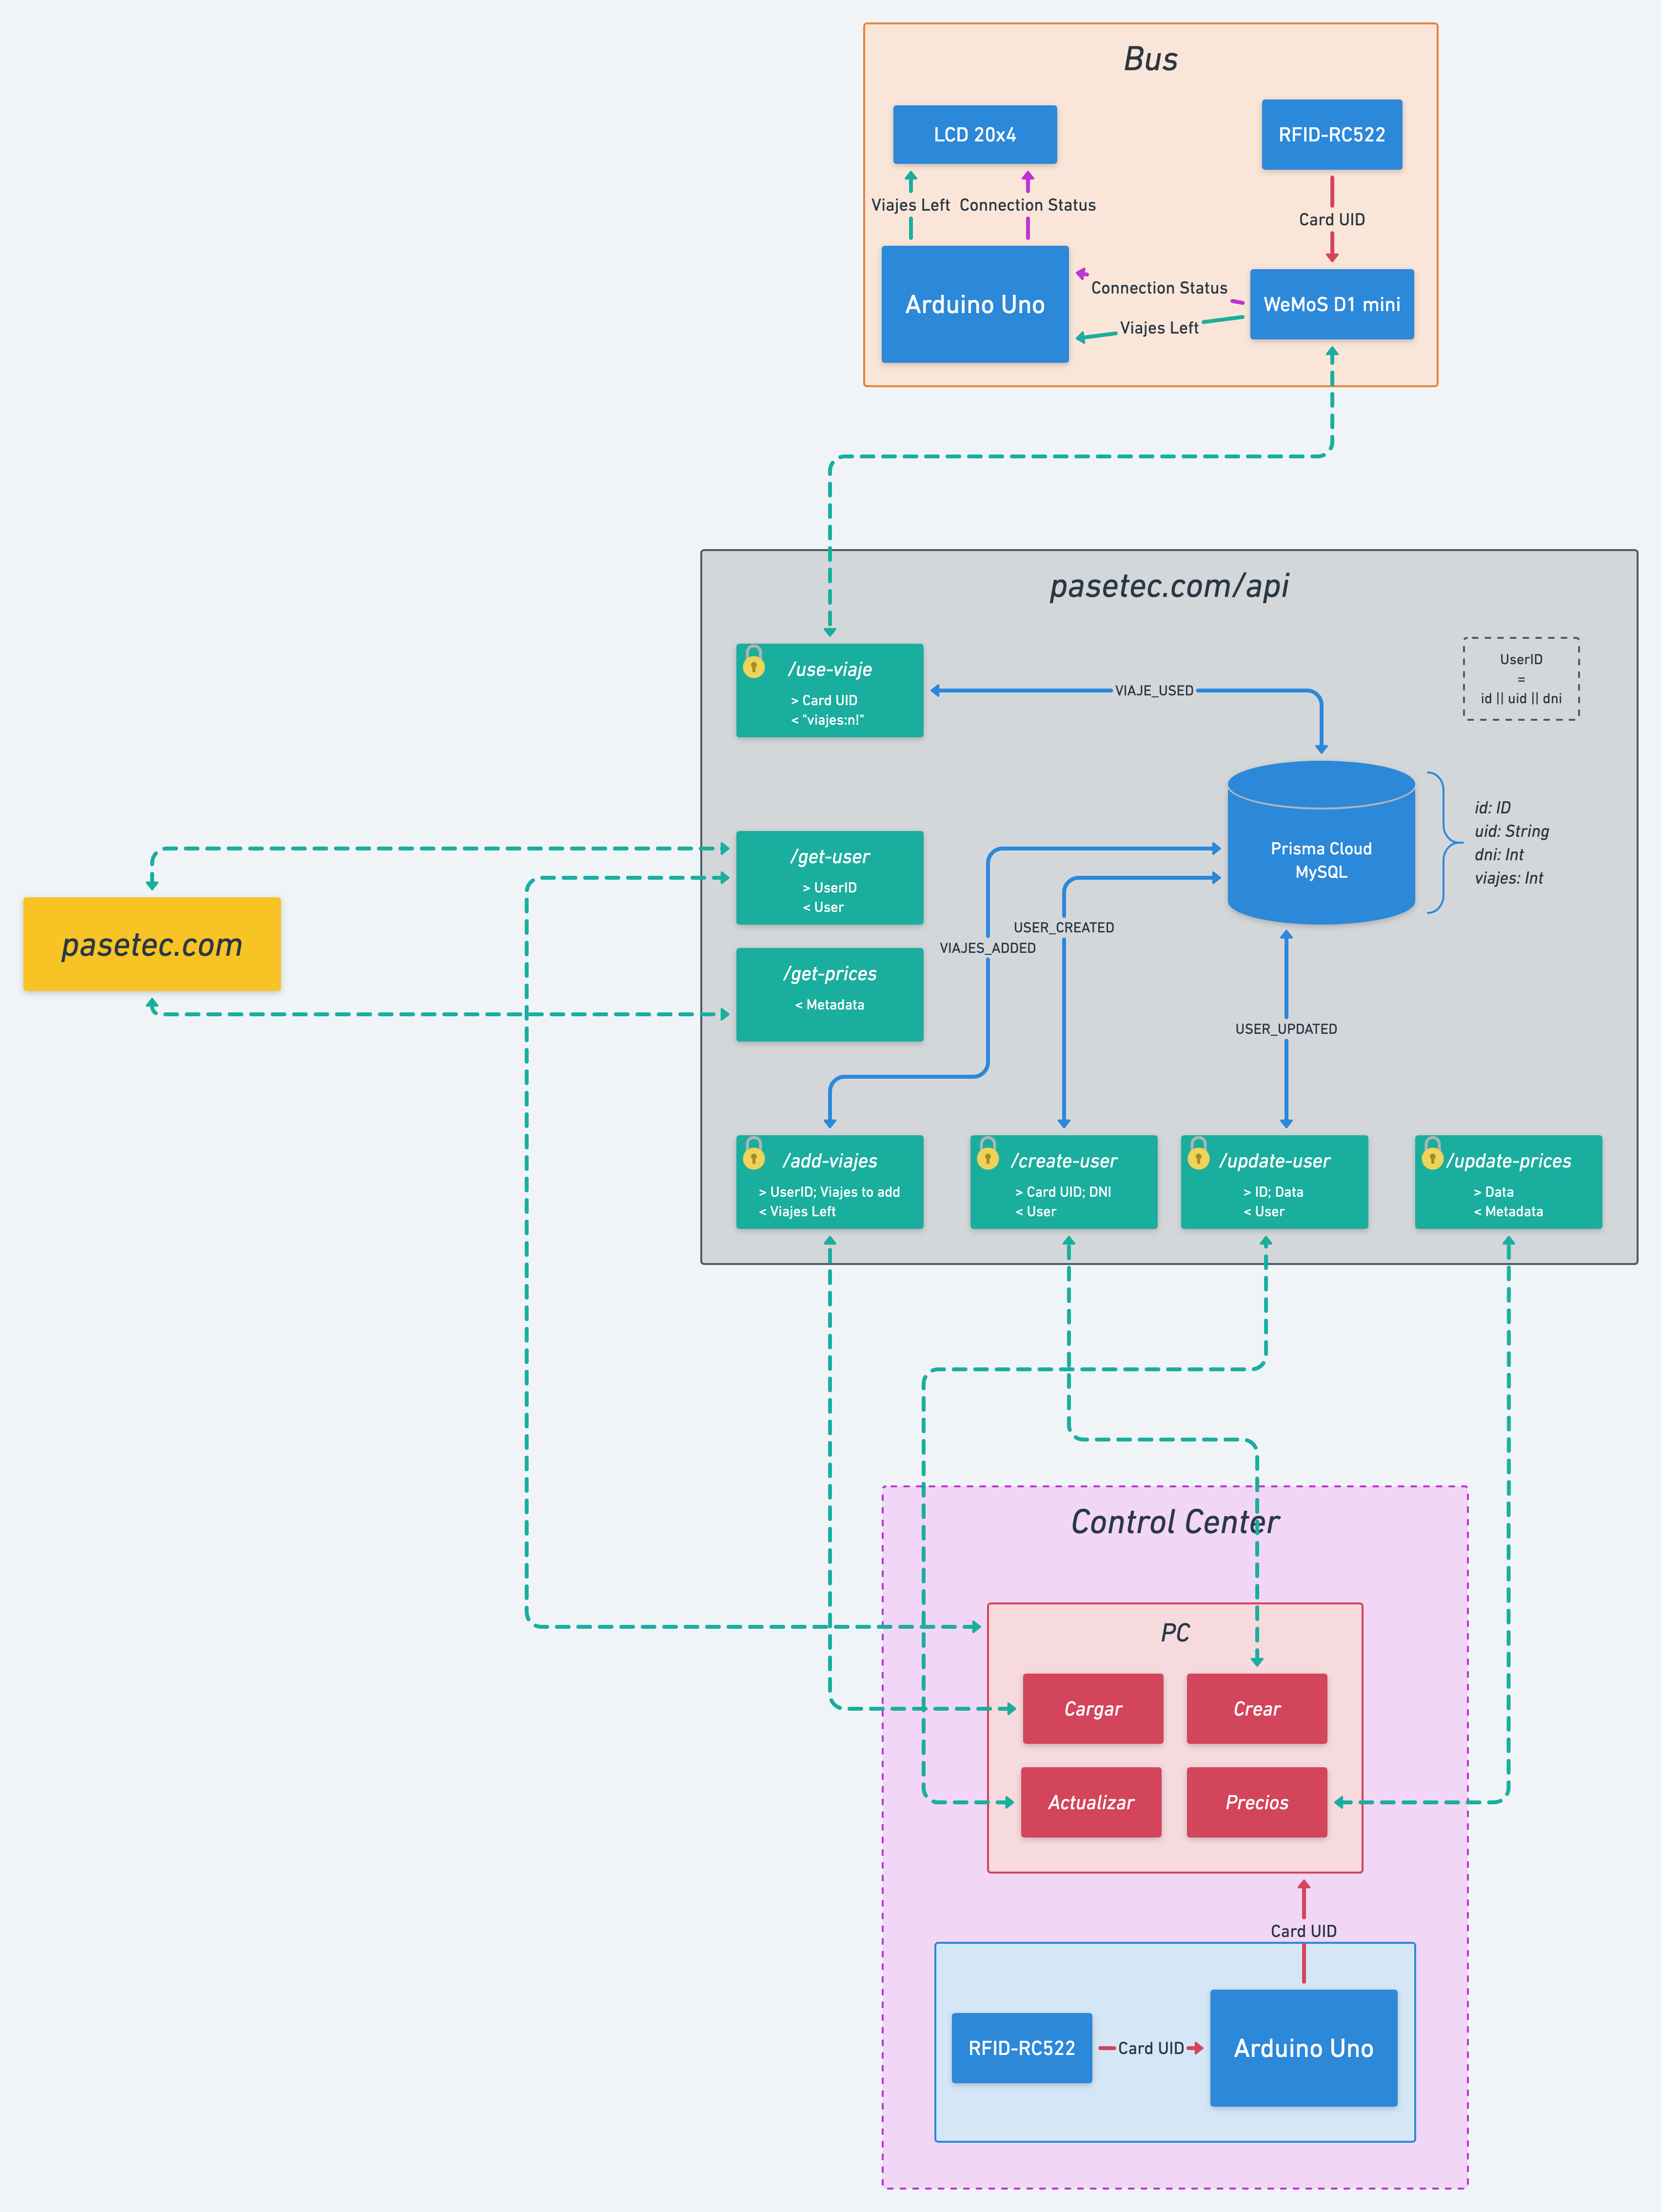 Bus
LCD 20x4
RFID-RC522
Viajes Left
Connection Status
Card UID
Arduino Uno
Connection Status
Viajes Left
WeMoS D1 mini
pasetec.com/api
/use-viaje
> Card UID
< "viajes:n!"
VIAJE_USED
UserID
=
id || uid || dni
/get-user
> UserID
< User
Prisma Cloud
MySQL
id: ID
uid: String
dni: Int
viajes: Int
pasetec.com
VIAJES_ADDED
USER_CREATED
/get-prices
< Metadata
USER_UPDATED
/add-viajes
> UserID; Viajes to add
< Viajes Left
/create-user
> Card UID; DNI
< User
/update-user
> ID; Data
< User
/update-prices
> Data
< Metadata
Control Center
PC
Cargar
Crear
Actualizar
Precios
Card UID
RFID-RC522
Card UID
Arduino Uno